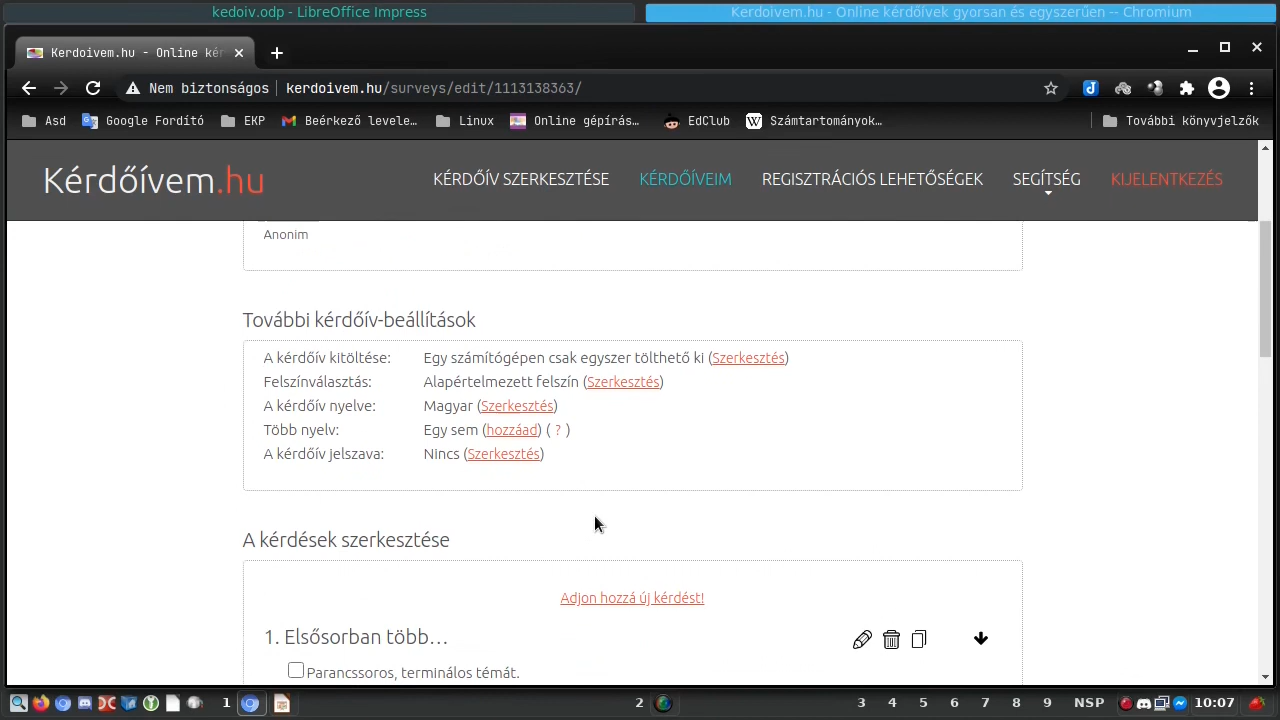 kedoiv.odp - LibreOffice Impress
Kerdoivem.hu - Online kérdőívek gyorsan és egyszerűen -- Chromium
Kerdoivem.hu - Online kér
Nem biztonságos
kerdoivem.hu/surveys/edit/1113138363/
Asd
Google Fordító
EKP
Beérkező levele…
Linux
Online gépírás…
EdClub
W Számtartományok…
További könyvjelzők
Kérdőívem.hu
KÉRDŐÍV SZERKESZTÉSE
KÉRDŐÍVEIM
REGISZTRÁCIÓS LEHETŐSÉGEK
SEGÍTSÉG
KIJELENTKEZÉS
Anonim
További kérdőív-beállítások
A kérdőív kitöltése: Egy számítógépen csak egyszer tölthető ki (Szerkesztés)
Felszínválasztás: Alapértelmezett felszín (Szerkesztés)
A kérdőív nyelve: Magyar (Szerkesztés)
Több nyelv: Egy sem (hozzáad) ( ? )
A kérdőív jelszava: Nincs (Szerkesztés)
A kérdések szerkesztése
Adjon hozzá új kérdést!
1. Elsősorban több…
Parancssoros, terminálos témát.
1
2
3 4 5 6 7 8 9 NSP
10:07